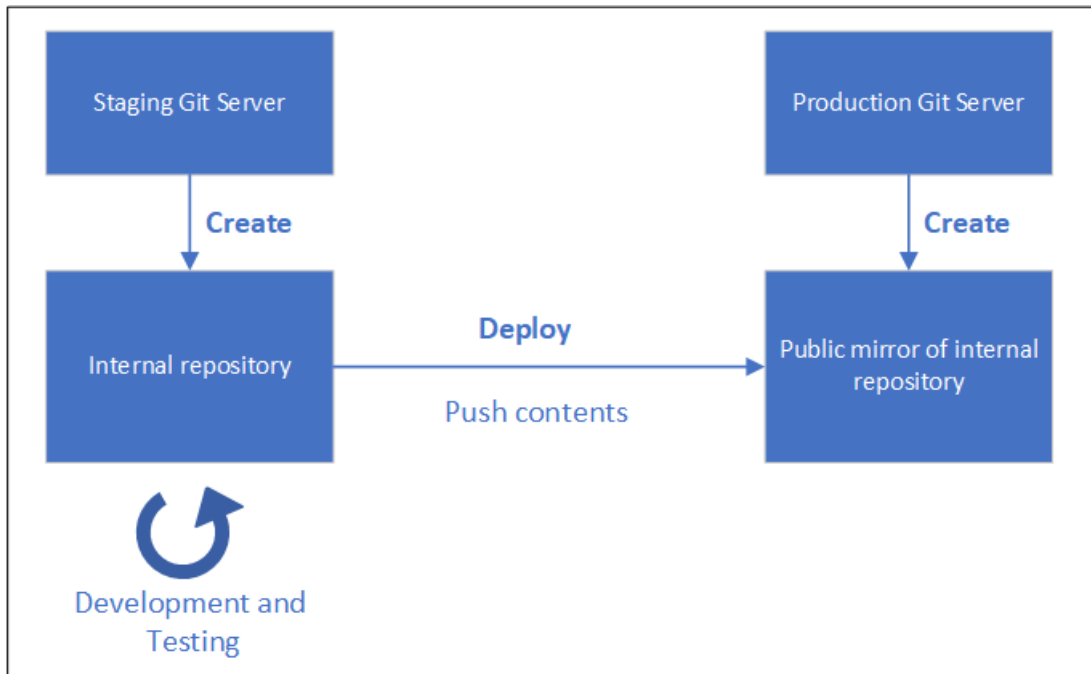 Staging Git Server
Production Git Server
Create
Create
Internal repository
Deploy
Push contents
Public mirror of internal
repository
Development and
Testing